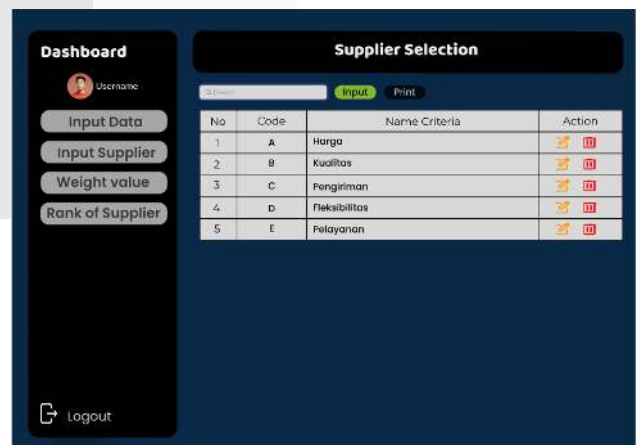 Dashboard
Username
Input Data
Input Supplier
Weight value
Rank of Supplier
Logout
Supplier Selection
Input Print
No Code Name Criteria Action
1 A Harga
2 B Kualitas
3 C Pengiriman
4 D Fleksibilitas
5 E Pelayanan